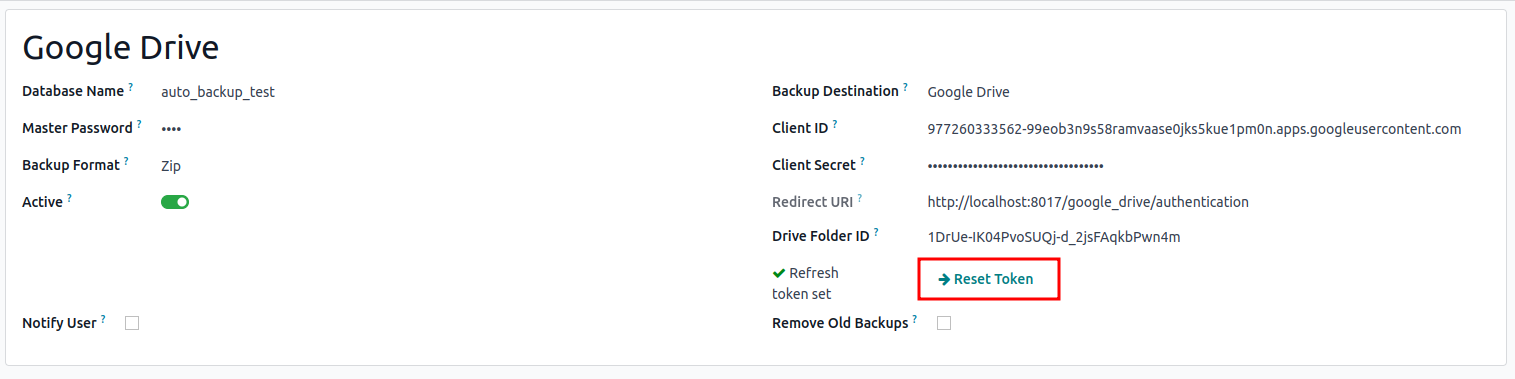 Google Drive
Database Name ? auto_backup_test
Master Password ? ••••
Backup Format ? Zip
Active ?
Backup Destination ? Google Drive
Client ID ? 977260333562-99eob3n9s58ramvaase0jks5kue1pm0n.apps.googleusercontent.com
Client Secret ? •••••••••••••••••••••••••••••••••••
Redirect URI ? http://localhost:8017/google_drive/authentication
Drive Folder ID ? 1DrUe-IK04PvoSUQj-d_2jsFAqkbPwn4m
Refresh
token set
Reset Token
Notify User ?
Remove Old Backups ?